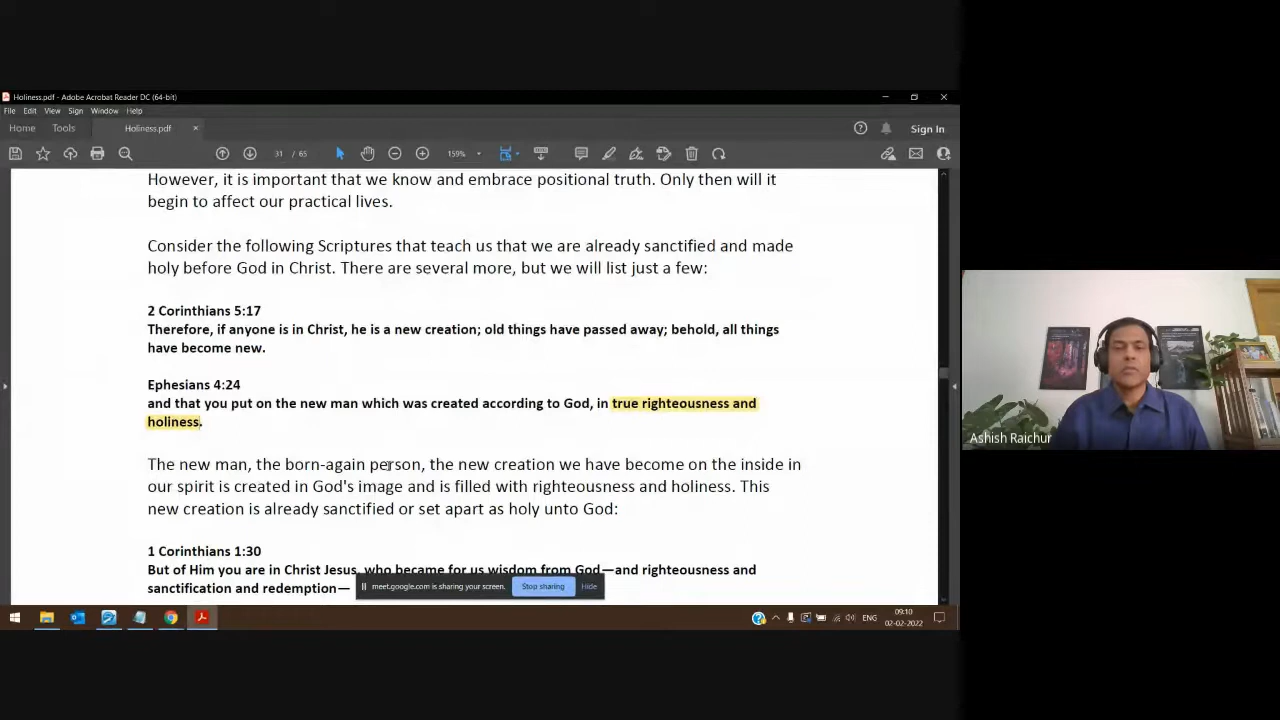 Holiness.pdf - Adobe Acrobat Reader DC (64-bit)
File Edit View Sign Window Help
Home Tools Holiness.pdf × Sign In
31 / 65 159%
However, it is important that we know and embrace positional truth. Only then will it
begin to affect our practical lives.
Consider the following Scriptures that teach us that we are already sanctified and made
holy before God in Christ. There are several more, but we will list just a few:
2 Corinthians 5:17
Therefore, if anyone is in Christ, he is a new creation; old things have passed away; behold, all things
have become new.
Ephesians 4:24
and that you put on the new man which was created according to God, in true righteousness and
holiness.
The new man, the born-again person, the new creation we have become on the inside in
our spirit is created in God's image and is filled with righteousness and holiness. This
new creation is already sanctified or set apart as holy unto God:
1 Corinthians 1:30
But of Him you are in Christ Jesus, who became for us wisdom from God—and righteousness and
sanctification and redemption—
meet.google.com is sharing your screen. Stop sharing Hide
ENG
09:10
02-02-2022
Ashish Raichur